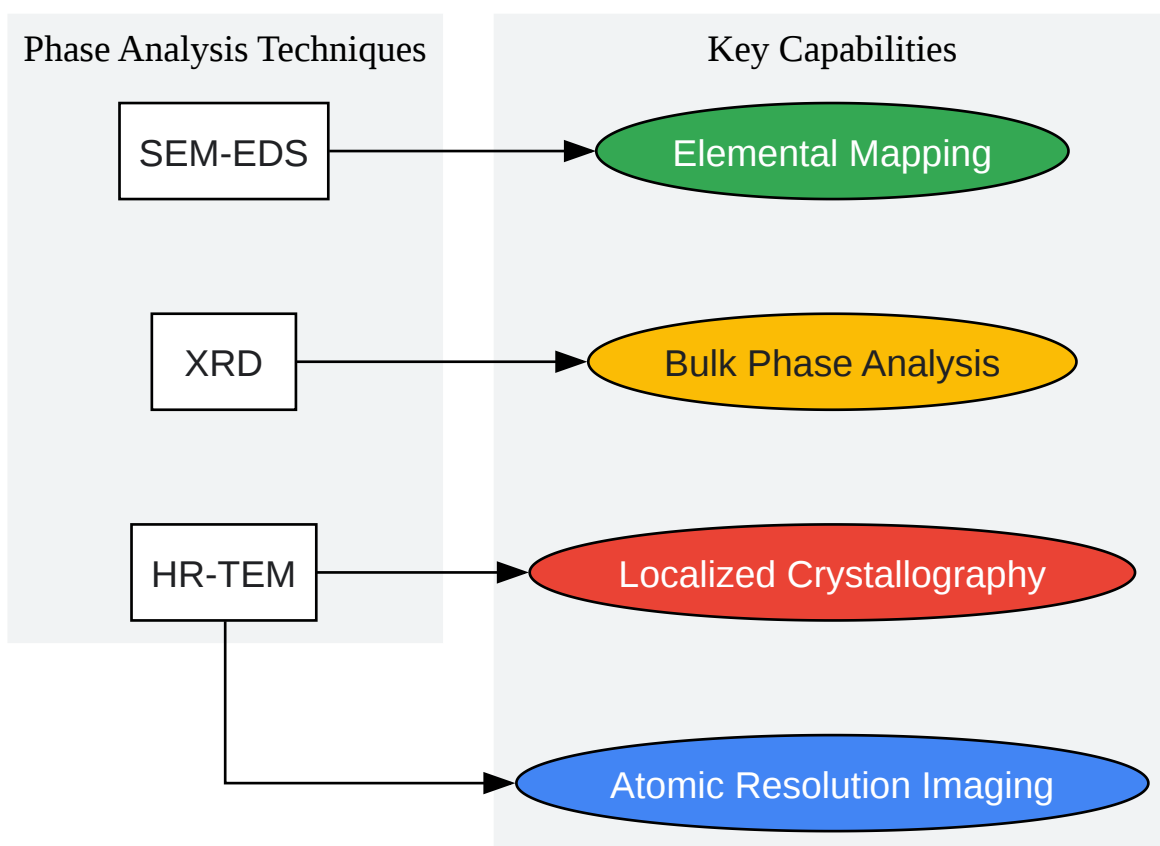 Phase Analysis Techniques
Key Capabilities
SEM-EDS
Elemental Mapping
XRD
Bulk Phase Analysis
HR-TEM
Localized Crystallography
Atomic Resolution Imaging